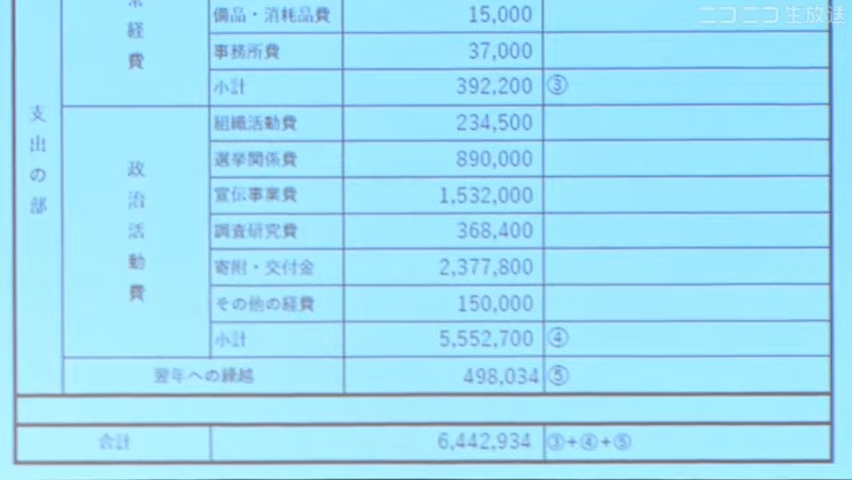 ニコニコ生放送
備品・消耗品費 15,000
経費
事務所費 37,000
小計 392,200 ③
支出の部
政治活動費
組織活動費 234,500
選挙関係費 890,000
宣伝事業費 1,532,000
調査研究費 368,400
寄附・交付金 2,377,800
その他の経費 150,000
小計 5,552,700 ④
翌年への繰越 498,034 ⑤
合計 6,442,934 ③+④+⑤